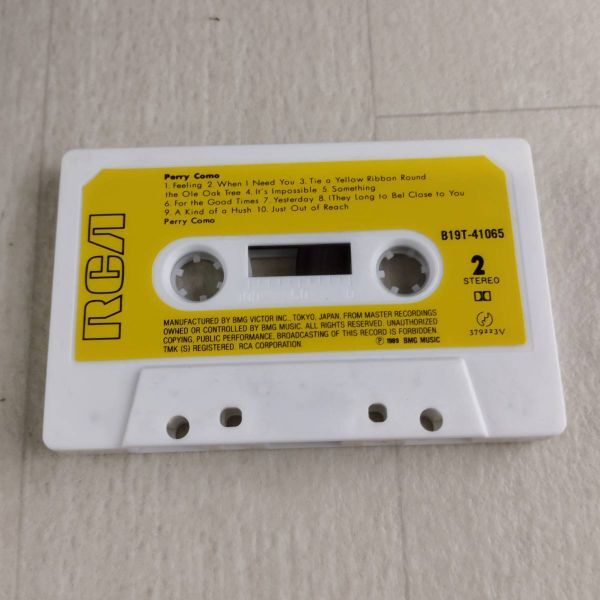 Perry Como
1. Feeling 2. When I Need You 3. Tie a Yellow Ribbon Round
the Ole Oak Tree 4. It's Impossible 5. Something
6. For the Good Times 7. Yesterday 8. (They Long to Bel Close to You
9. A Kind of a Hush 10. Just Out of Reach
Perry Como
RCA
B19T-41065
2
STEREO
379223V
MANUFACTURED BY BMG VICTOR INC., TOKYO, JAPAN, FROM MASTER RECORDINGS
OWNED OR CONTROLLED BY BMG MUSIC. ALL RIGHTS RESERVED. UNAUTHORIZED
COPYING, PUBLIC PERFORMANCE, BROADCASTING OF THIS RECORD IS FORBIDDEN.
TMK (S) REGISTERED. RCA CORPORATION.
Ⓟ 1989 BMG MUSIC